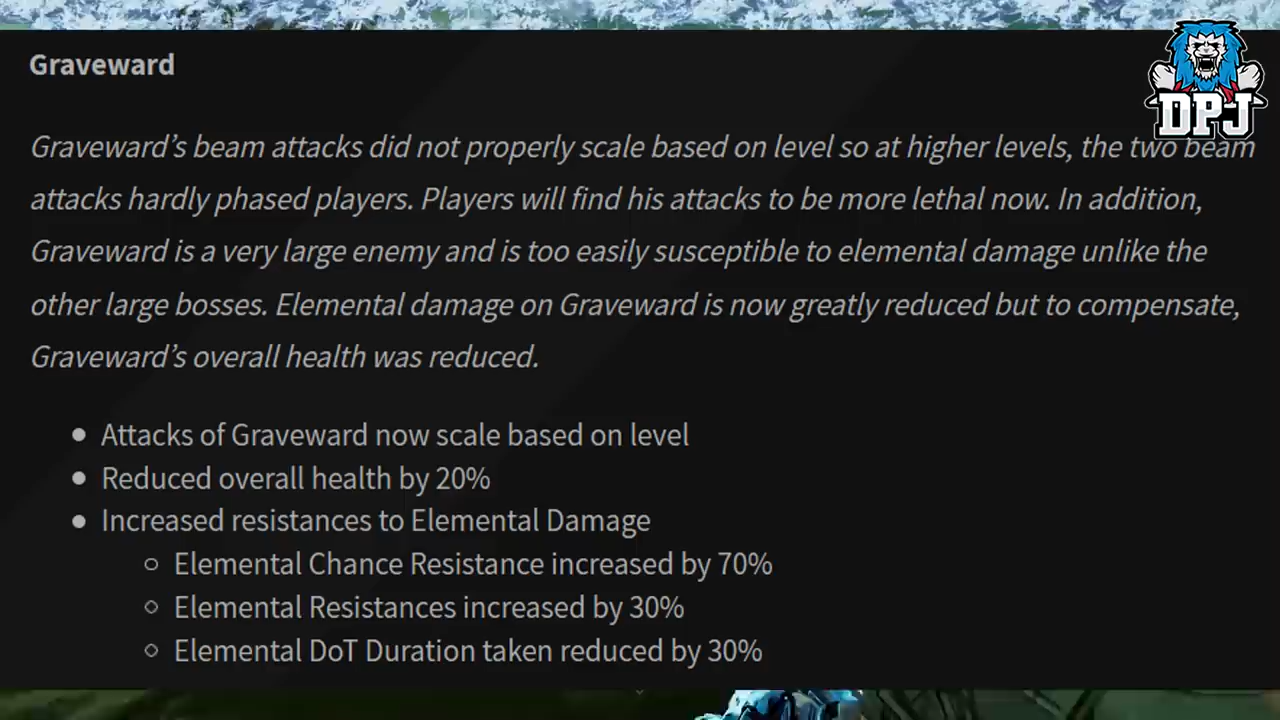 Graveward
DPJ
Graveward’s beam attacks did not properly scale based on level so at higher levels, the two beam
attacks hardly phased players. Players will find his attacks to be more lethal now. In addition,
Graveward is a very large enemy and is too easily susceptible to elemental damage unlike the
other large bosses. Elemental damage on Graveward is now greatly reduced but to compensate,
Graveward’s overall health was reduced.
Attacks of Graveward now scale based on level
Reduced overall health by 20%
Increased resistances to Elemental Damage
Elemental Chance Resistance increased by 70%
Elemental Resistances increased by 30%
Elemental DoT Duration taken reduced by 30%